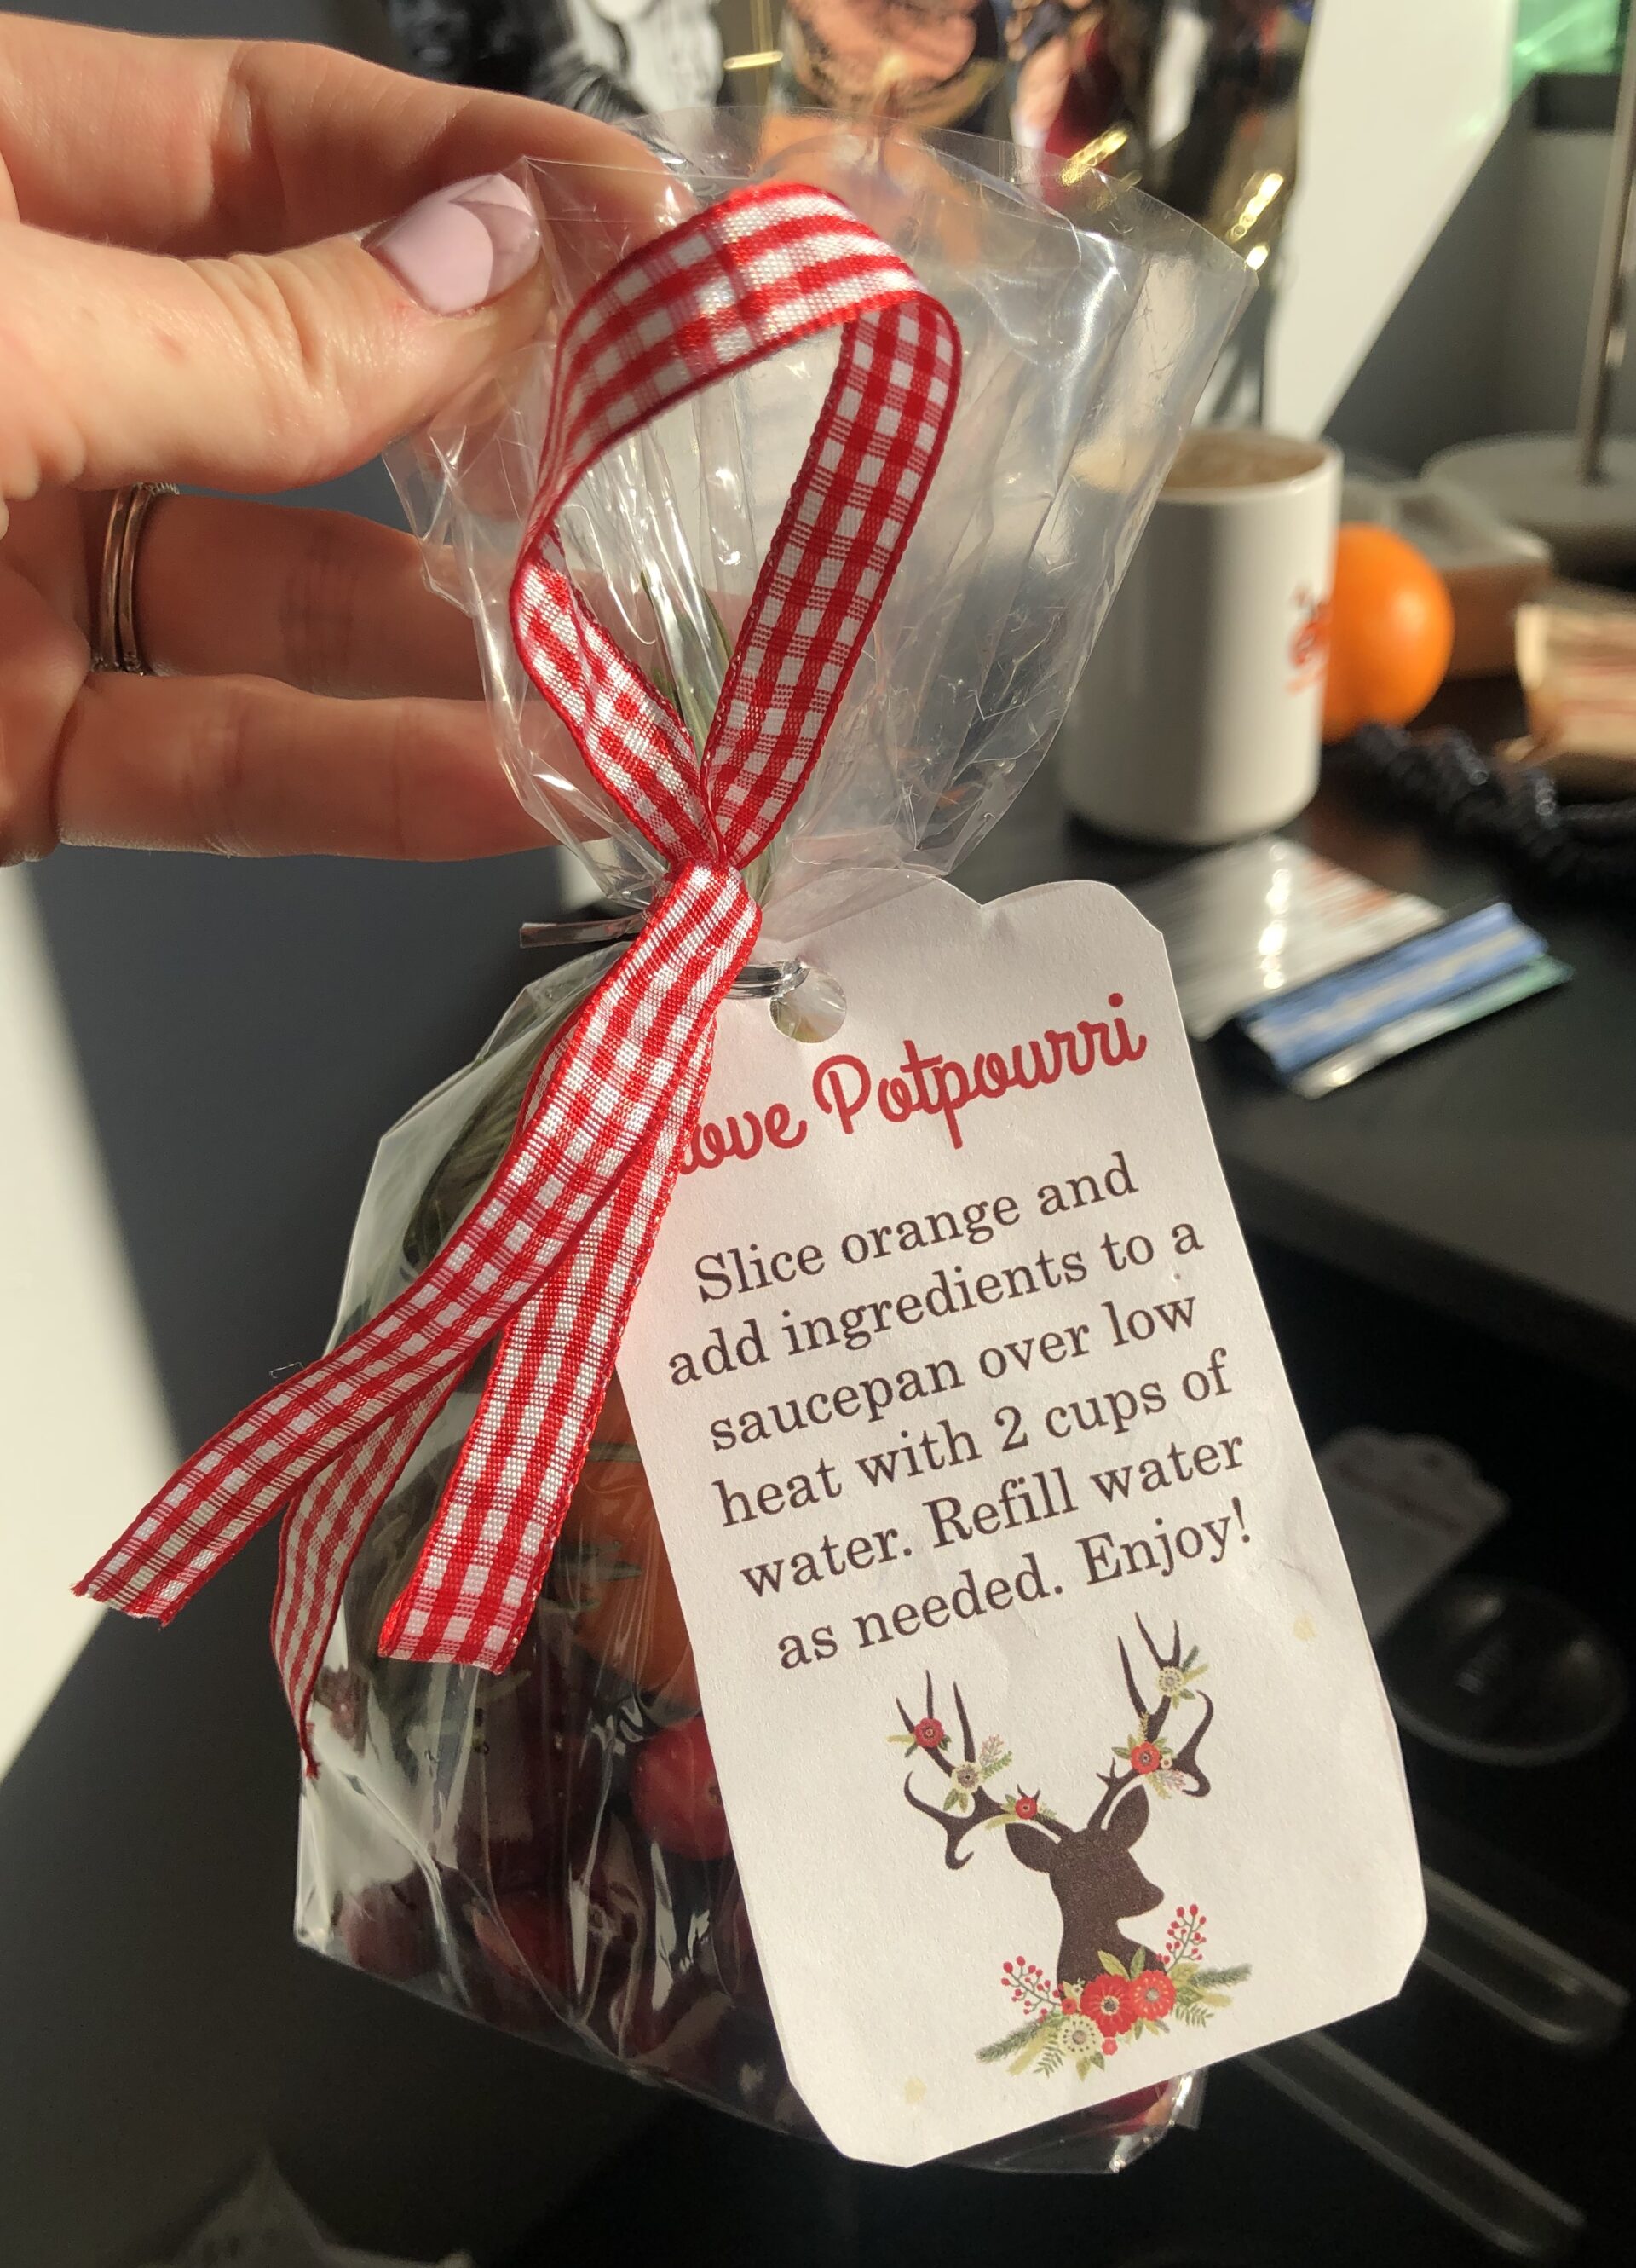 ove Potpourri
Slice orange and
add ingredients to a
saucepan over low
heat with 2 cups of
water. Refill water
as needed. Enjoy!